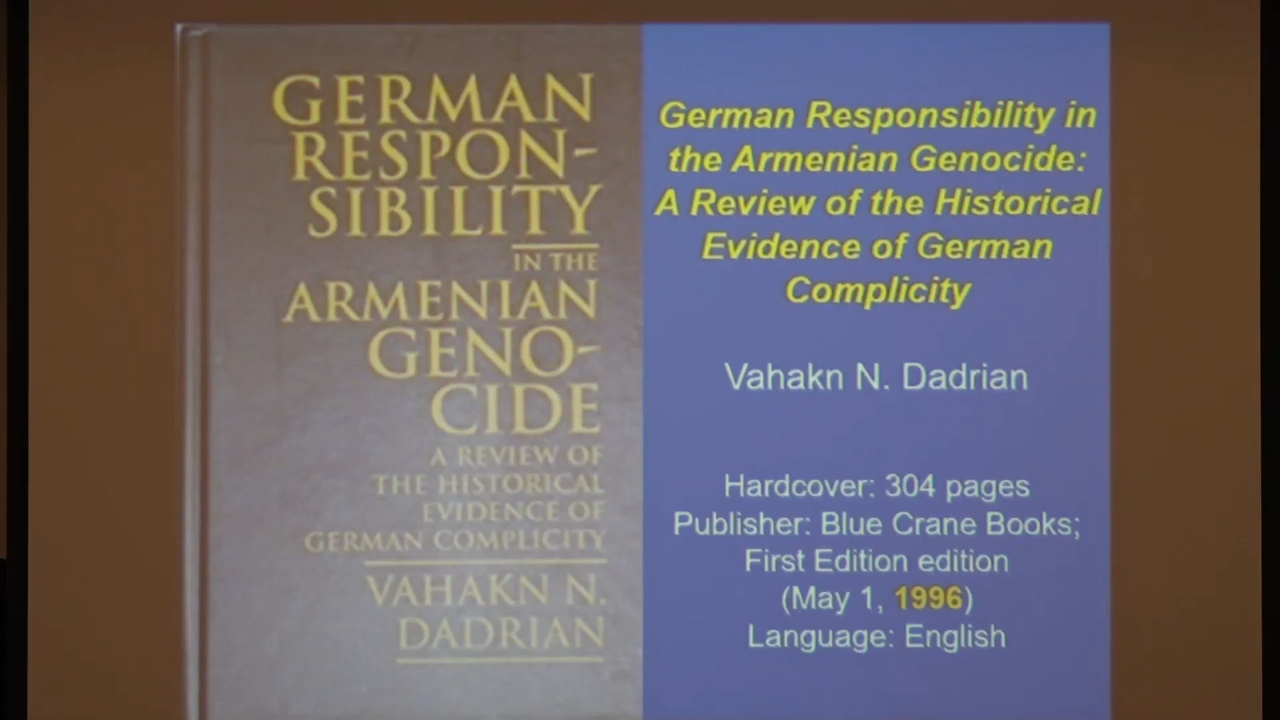 GERMAN
RESPON-
SIBILITY
IN THE
ARMENIAN
GENO-
CIDE
A REVIEW OF
THE HISTORICAL
EVIDENCE OF
GERMAN COMPLICITY
VAHAKN N.
DADRIAN
German Responsibility in
the Armenian Genocide:
A Review of the Historical
Evidence of German
Complicity
Vahakn N. Dadrian
Hardcover: 304 pages
Publisher: Blue Crane Books;
First Edition edition
(May 1, 1996)
Language: English